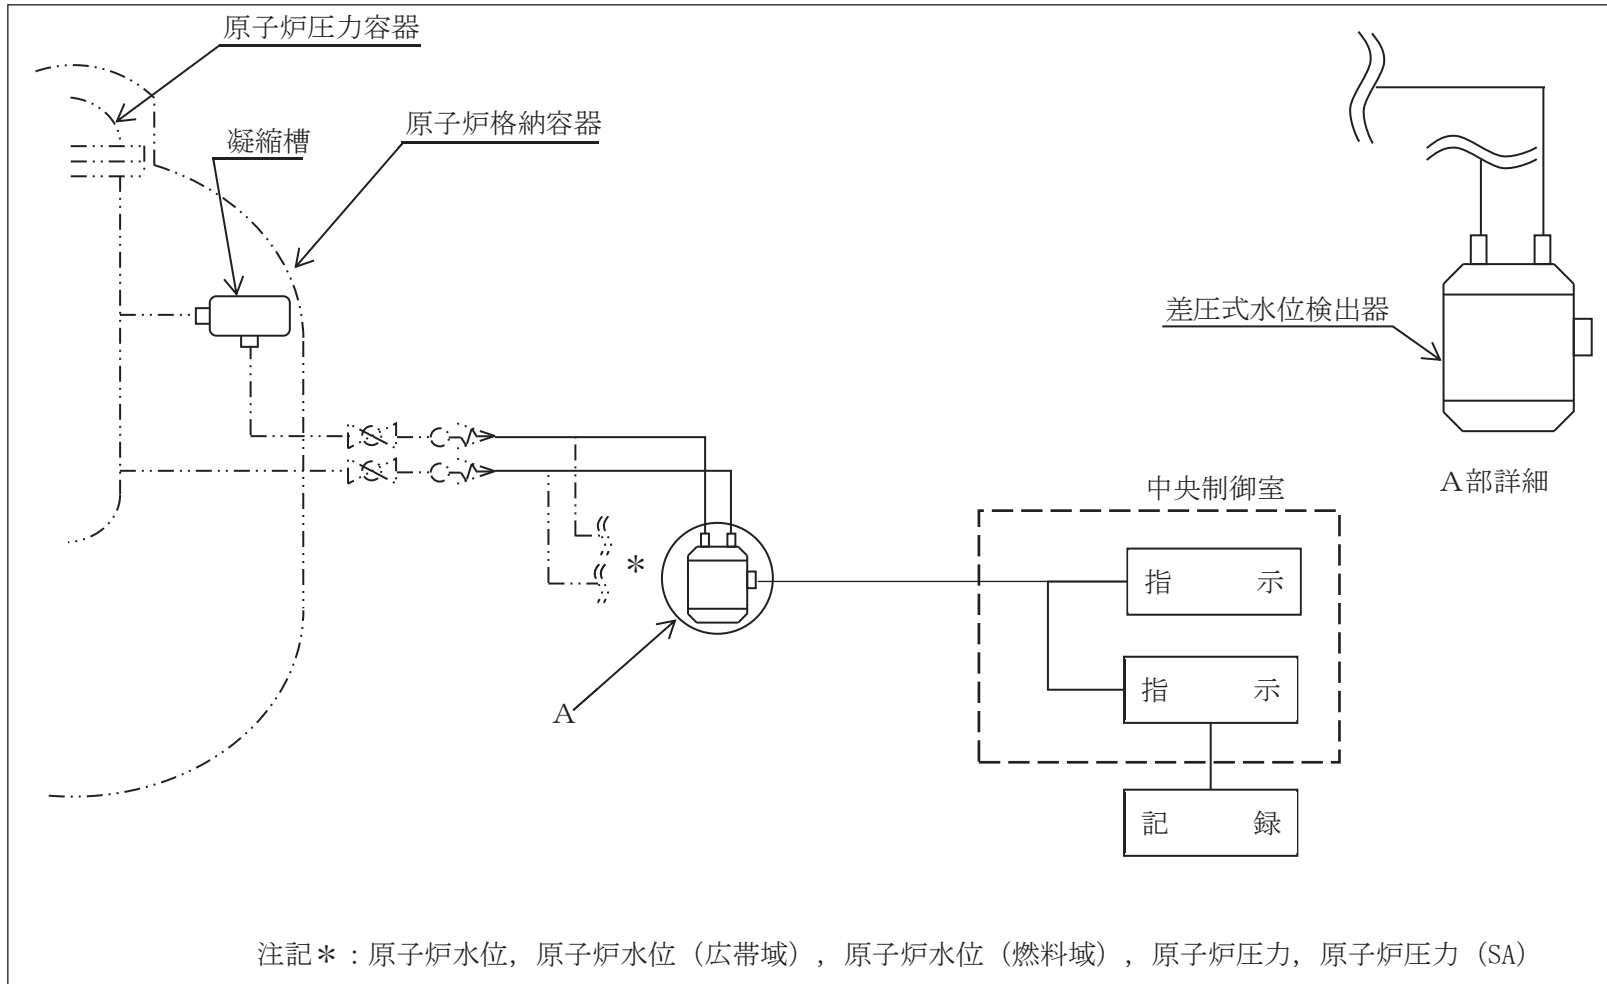 原子炉圧力容器
原子炉格納容器
凝縮槽
差圧式水位検出器
A部詳細
中央制御室
指 示
指 示
記 録
*
A
注記*:原子炉水位,原子炉水位(広帯域),原子炉水位(燃料域),原子炉圧力,原子炉圧力(SA)